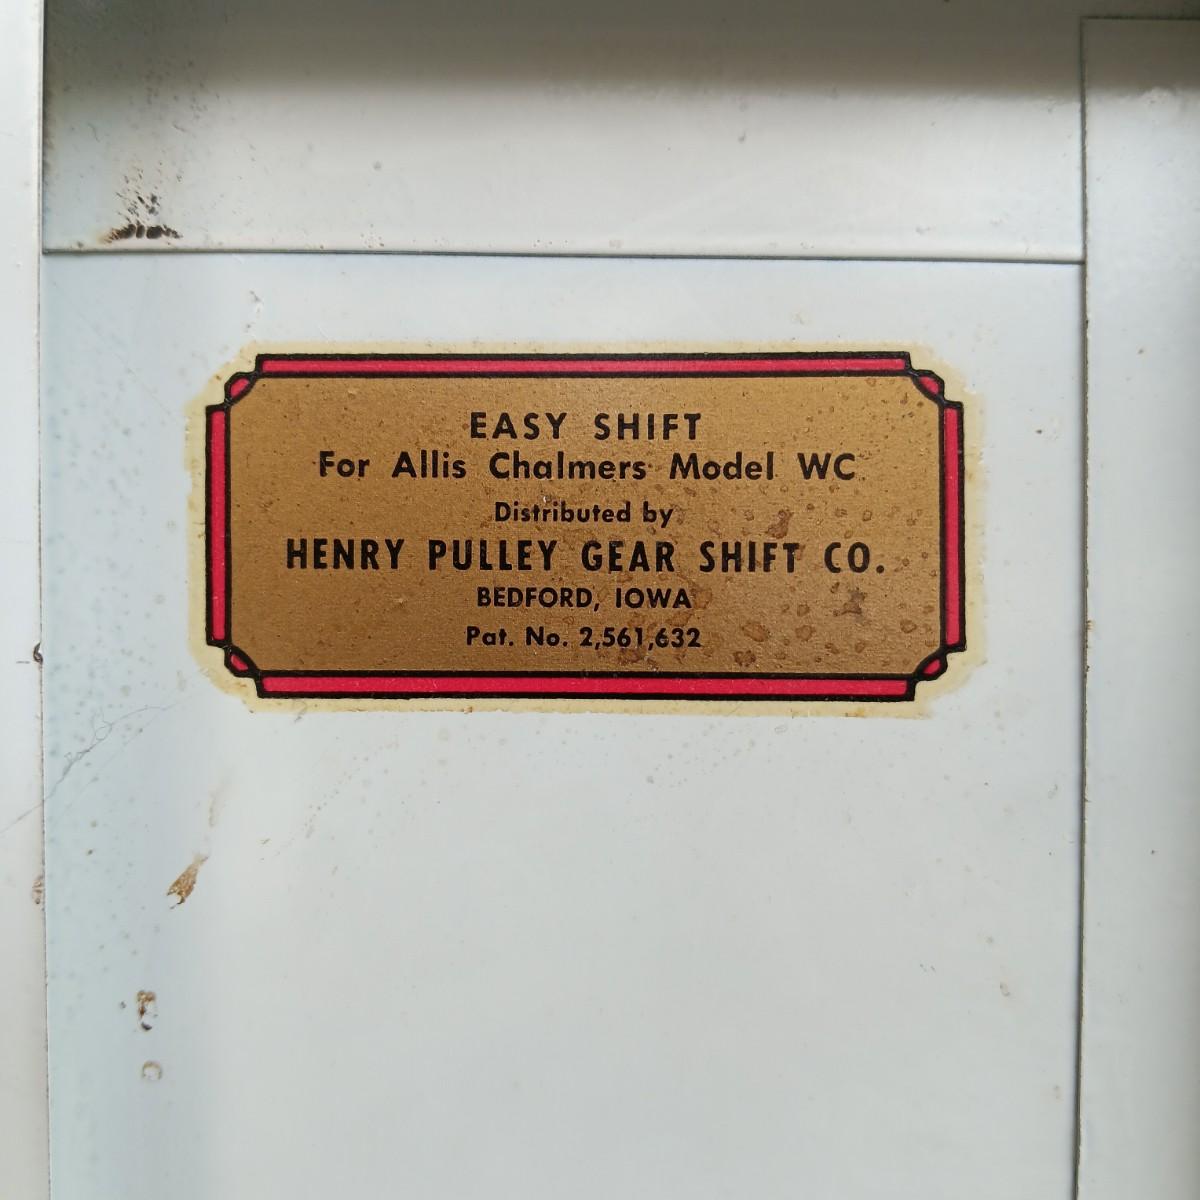 EASY SHIFT
For Allis Chalmers Model WC
Distributed by
HENRY PULLEY GEAR SHIFT CO.
BEDFORD, IOWA
Pat. No. 2,561,632